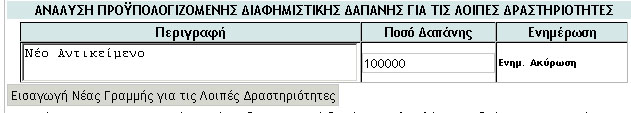 ΑΝΑΛΥΣΗ ΠΡΟΫΠΟΛΟΓΙΖΟΜΕΝΗΣ ΔΙΑΦΗΜΙΣΤΙΚΗΣ ΔΑΠΑΝΗΣ ΓΙΑ ΤΙΣ ΛΟΙΠΕΣ ΔΡΑΣΤΗΡΙΟΤΗΤΕΣ
Περιγραφή Ποσό Δαπάνης Ενημέρωση
Νέο Αντικείμενο 100000 Ενημ. Ακύρωση
Εισαγωγή Νέας Γραμμής για τις Λοιπές Δραστηριότητες